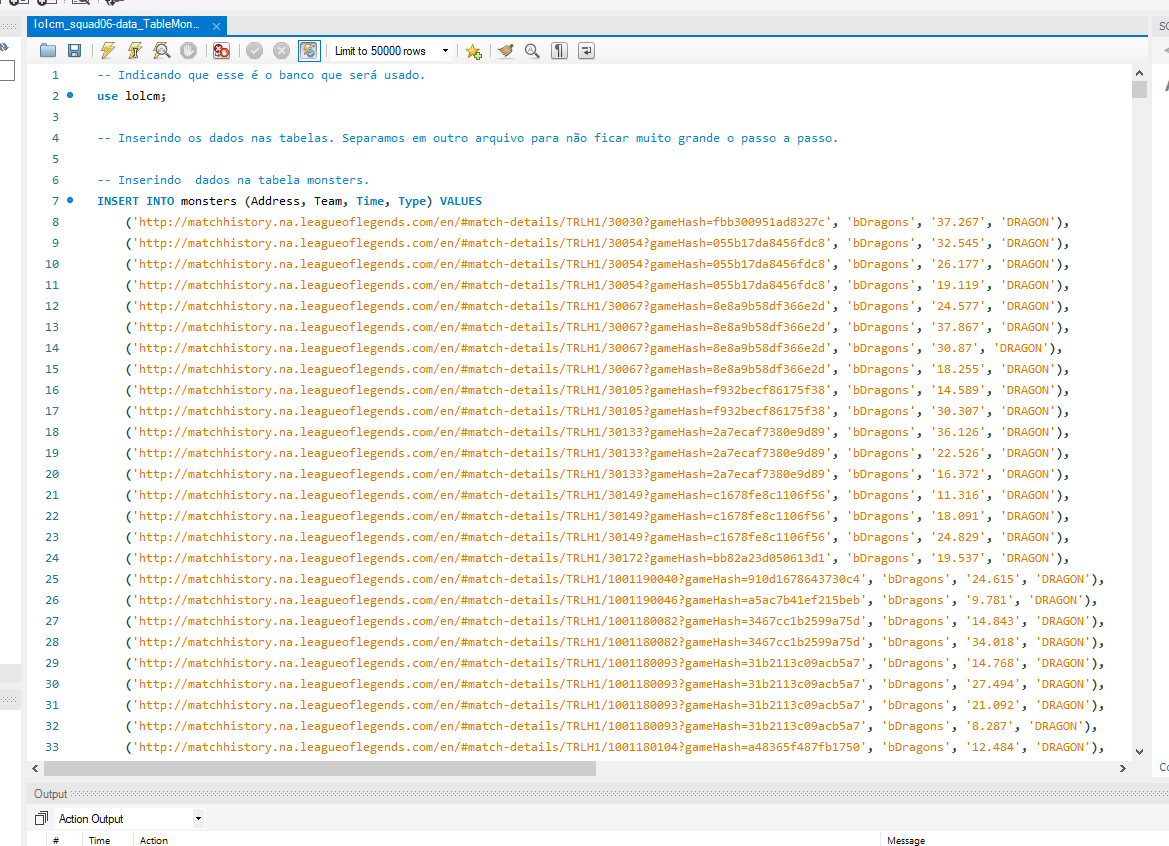 lolcm_squad06-data_TableMon...
SC
Limit to 50000 rows
1 -- Indicando que esse é o banco que será usado.
2 use lolcm;
3
4 -- Inserindo os dados nas tabelas. Separamos em outro arquivo para não ficar muito grande o passo a passo.
5
6 -- Inserindo  dados na tabela monsters.
7 INSERT INTO monsters (Address, Team, Time, Type) VALUES
8 ('http://matchhistory.na.leagueoflegends.com/en/#match-details/TRLH1/30030?gameHash=fbb300951ad8327c', 'bDragons', '37.267', 'DRAGON'),
9 ('http://matchhistory.na.leagueoflegends.com/en/#match-details/TRLH1/30054?gameHash=055b17da8456fdc8', 'bDragons', '32.545', 'DRAGON'),
10 ('http://matchhistory.na.leagueoflegends.com/en/#match-details/TRLH1/30054?gameHash=055b17da8456fdc8', 'bDragons', '26.177', 'DRAGON'),
11 ('http://matchhistory.na.leagueoflegends.com/en/#match-details/TRLH1/30054?gameHash=055b17da8456fdc8', 'bDragons', '19.119', 'DRAGON'),
12 ('http://matchhistory.na.leagueoflegends.com/en/#match-details/TRLH1/30067?gameHash=8e8a9b58df366e2d', 'bDragons', '24.577', 'DRAGON'),
13 ('http://matchhistory.na.leagueoflegends.com/en/#match-details/TRLH1/30067?gameHash=8e8a9b58df366e2d', 'bDragons', '37.867', 'DRAGON'),
14 ('http://matchhistory.na.leagueoflegends.com/en/#match-details/TRLH1/30067?gameHash=8e8a9b58df366e2d', 'bDragons', '30.87', 'DRAGON'),
15 ('http://matchhistory.na.leagueoflegends.com/en/#match-details/TRLH1/30067?gameHash=8e8a9b58df366e2d', 'bDragons', '18.255', 'DRAGON'),
16 ('http://matchhistory.na.leagueoflegends.com/en/#match-details/TRLH1/30105?gameHash=f932becf86175f38', 'bDragons', '14.589', 'DRAGON'),
17 ('http://matchhistory.na.leagueoflegends.com/en/#match-details/TRLH1/30105?gameHash=f932becf86175f38', 'bDragons', '30.307', 'DRAGON'),
18 ('http://matchhistory.na.leagueoflegends.com/en/#match-details/TRLH1/30133?gameHash=2a7ecaf7380e9d89', 'bDragons', '36.126', 'DRAGON'),
19 ('http://matchhistory.na.leagueoflegends.com/en/#match-details/TRLH1/30133?gameHash=2a7ecaf7380e9d89', 'bDragons', '22.526', 'DRAGON'),
20 ('http://matchhistory.na.leagueoflegends.com/en/#match-details/TRLH1/30133?gameHash=2a7ecaf7380e9d89', 'bDragons', '16.372', 'DRAGON'),
21 ('http://matchhistory.na.leagueoflegends.com/en/#match-details/TRLH1/30149?gameHash=c1678fe8c1106f56', 'bDragons', '11.316', 'DRAGON'),
22 ('http://matchhistory.na.leagueoflegends.com/en/#match-details/TRLH1/30149?gameHash=c1678fe8c1106f56', 'bDragons', '18.091', 'DRAGON'),
23 ('http://matchhistory.na.leagueoflegends.com/en/#match-details/TRLH1/30149?gameHash=c1678fe8c1106f56', 'bDragons', '24.829', 'DRAGON'),
24 ('http://matchhistory.na.leagueoflegends.com/en/#match-details/TRLH1/30172?gameHash=bb82a23d050613d1', 'bDragons', '19.537', 'DRAGON'),
25 ('http://matchhistory.na.leagueoflegends.com/en/#match-details/TRLH1/1001190040?gameHash=910d1678643730c4', 'bDragons', '24.615', 'DRAGON'),
26 ('http://matchhistory.na.leagueoflegends.com/en/#match-details/TRLH1/1001190046?gameHash=a5ac7b41ef215beb', 'bDragons', '9.781', 'DRAGON'),
27 ('http://matchhistory.na.leagueoflegends.com/en/#match-details/TRLH1/1001180082?gameHash=3467cc1b2599a75d', 'bDragons', '14.843', 'DRAGON'),
28 ('http://matchhistory.na.leagueoflegends.com/en/#match-details/TRLH1/1001180082?gameHash=3467cc1b2599a75d', 'bDragons', '34.018', 'DRAGON'),
29 ('http://matchhistory.na.leagueoflegends.com/en/#match-details/TRLH1/1001180093?gameHash=31b2113c09acb5a7', 'bDragons', '14.768', 'DRAGON'),
30 ('http://matchhistory.na.leagueoflegends.com/en/#match-details/TRLH1/1001180093?gameHash=31b2113c09acb5a7', 'bDragons', '27.494', 'DRAGON'),
31 ('http://matchhistory.na.leagueoflegends.com/en/#match-details/TRLH1/1001180093?gameHash=31b2113c09acb5a7', 'bDragons', '21.092', 'DRAGON'),
32 ('http://matchhistory.na.leagueoflegends.com/en/#match-details/TRLH1/1001180093?gameHash=31b2113c09acb5a7', 'bDragons', '8.287', 'DRAGON'),
33 ('http://matchhistory.na.leagueoflegends.com/en/#match-details/TRLH1/1001180104?gameHash=a48365f487fb1750', 'bDragons', '12.484', 'DRAGON'),
Output
Action Output
# Time Action Message